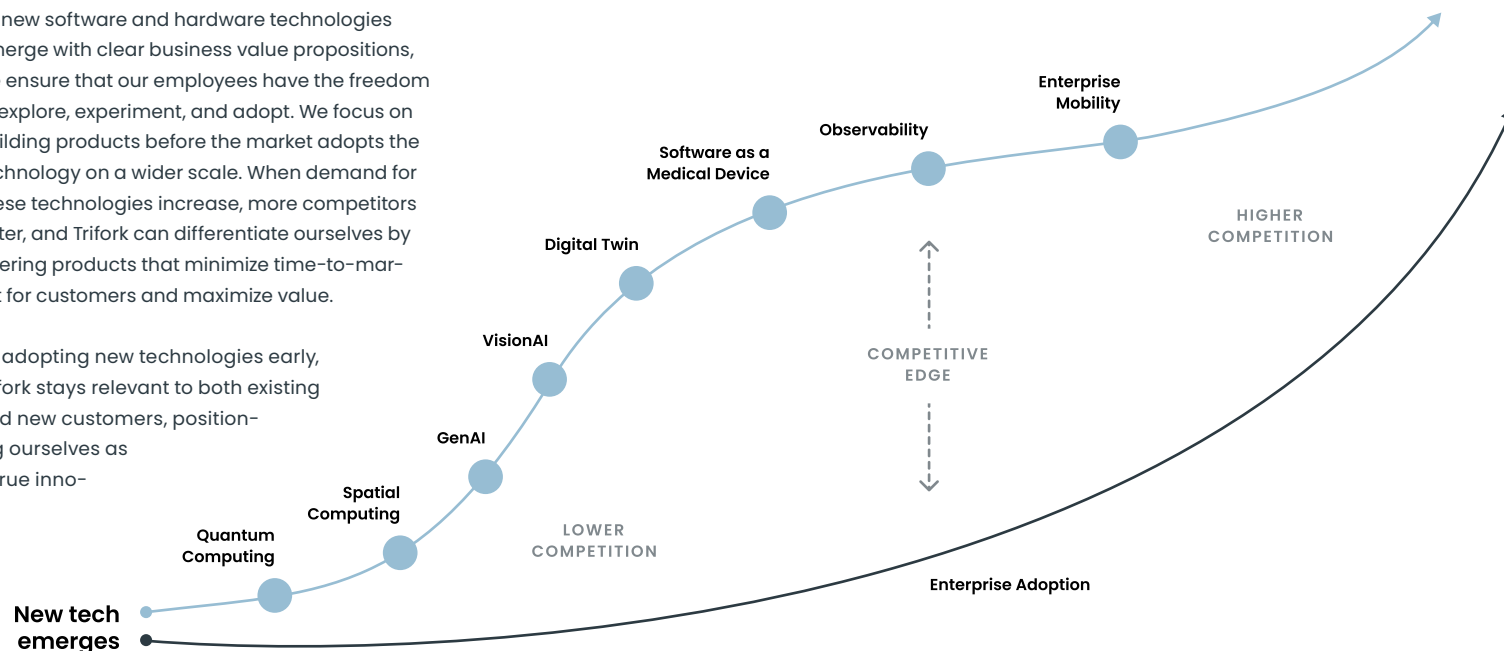 new software and hardware technologies
merge with clear business value propositions,
ensure that our employees have the freedom
explore, experiment, and adopt. We focus on
ilding products before the market adopts the
chnology on a wider scale. When demand for
ese technologies increase, more competitors
ter, and Trifork can differentiate ourselves by
ering products that minimize time-to-mar-
t for customers and maximize value.
adopting new technologies early,
fork stays relevant to both existing
d new customers, position-
g ourselves as
rue inno-
Enterprise
Mobility
Observability
Software as a
Medical Device
HIGHER
COMPETITION
Digital Twin
VisionAI
COMPETITIVE
EDGE
GenAI
Spatial
Computing
Quantum
Computing
LOWER
COMPETITION
Enterprise Adoption
New tech
emerges